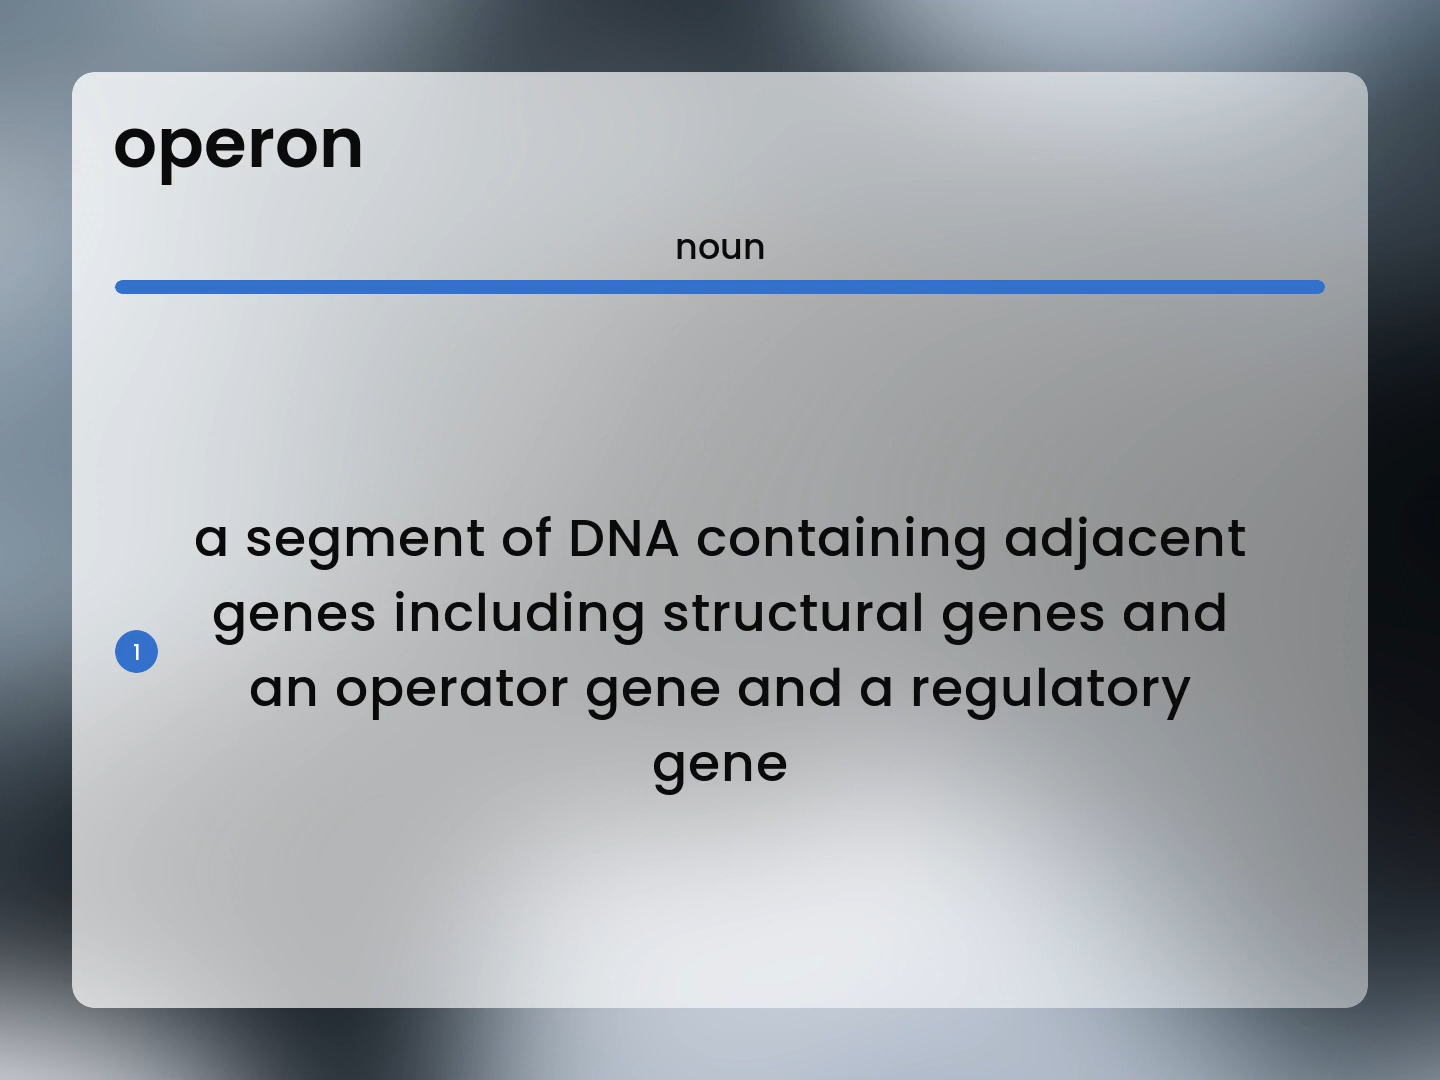 operon
noun
a segment of DNA containing adjacent
genes including structural genes and
1
an operator gene and a regulatory
gene